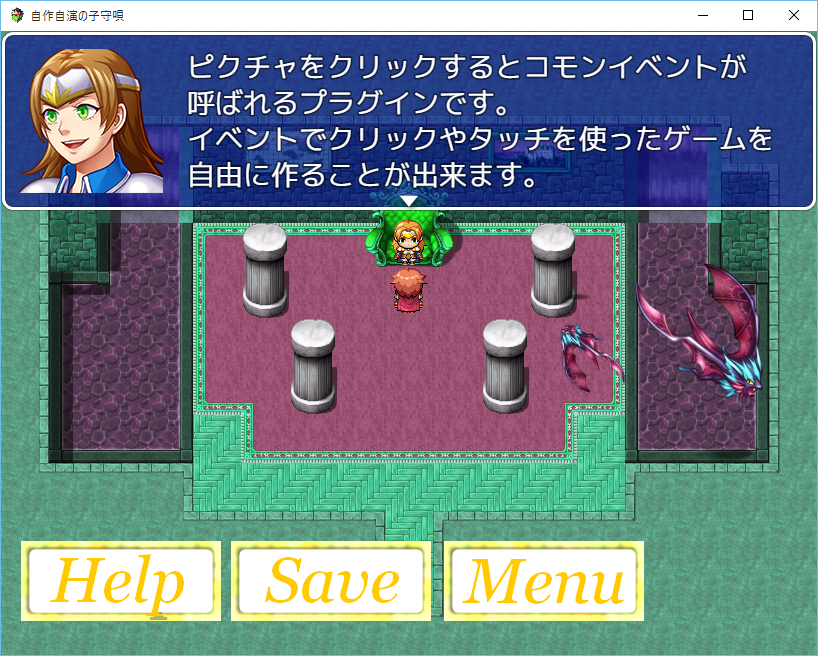 自作自演の子守唄
ピクチャをクリックするとコモンイベントが
呼ばれるプラグインです。
イベントでクリックやタッチを使ったゲームを
自由に作ることが出来ます。
Help
Save
Menu